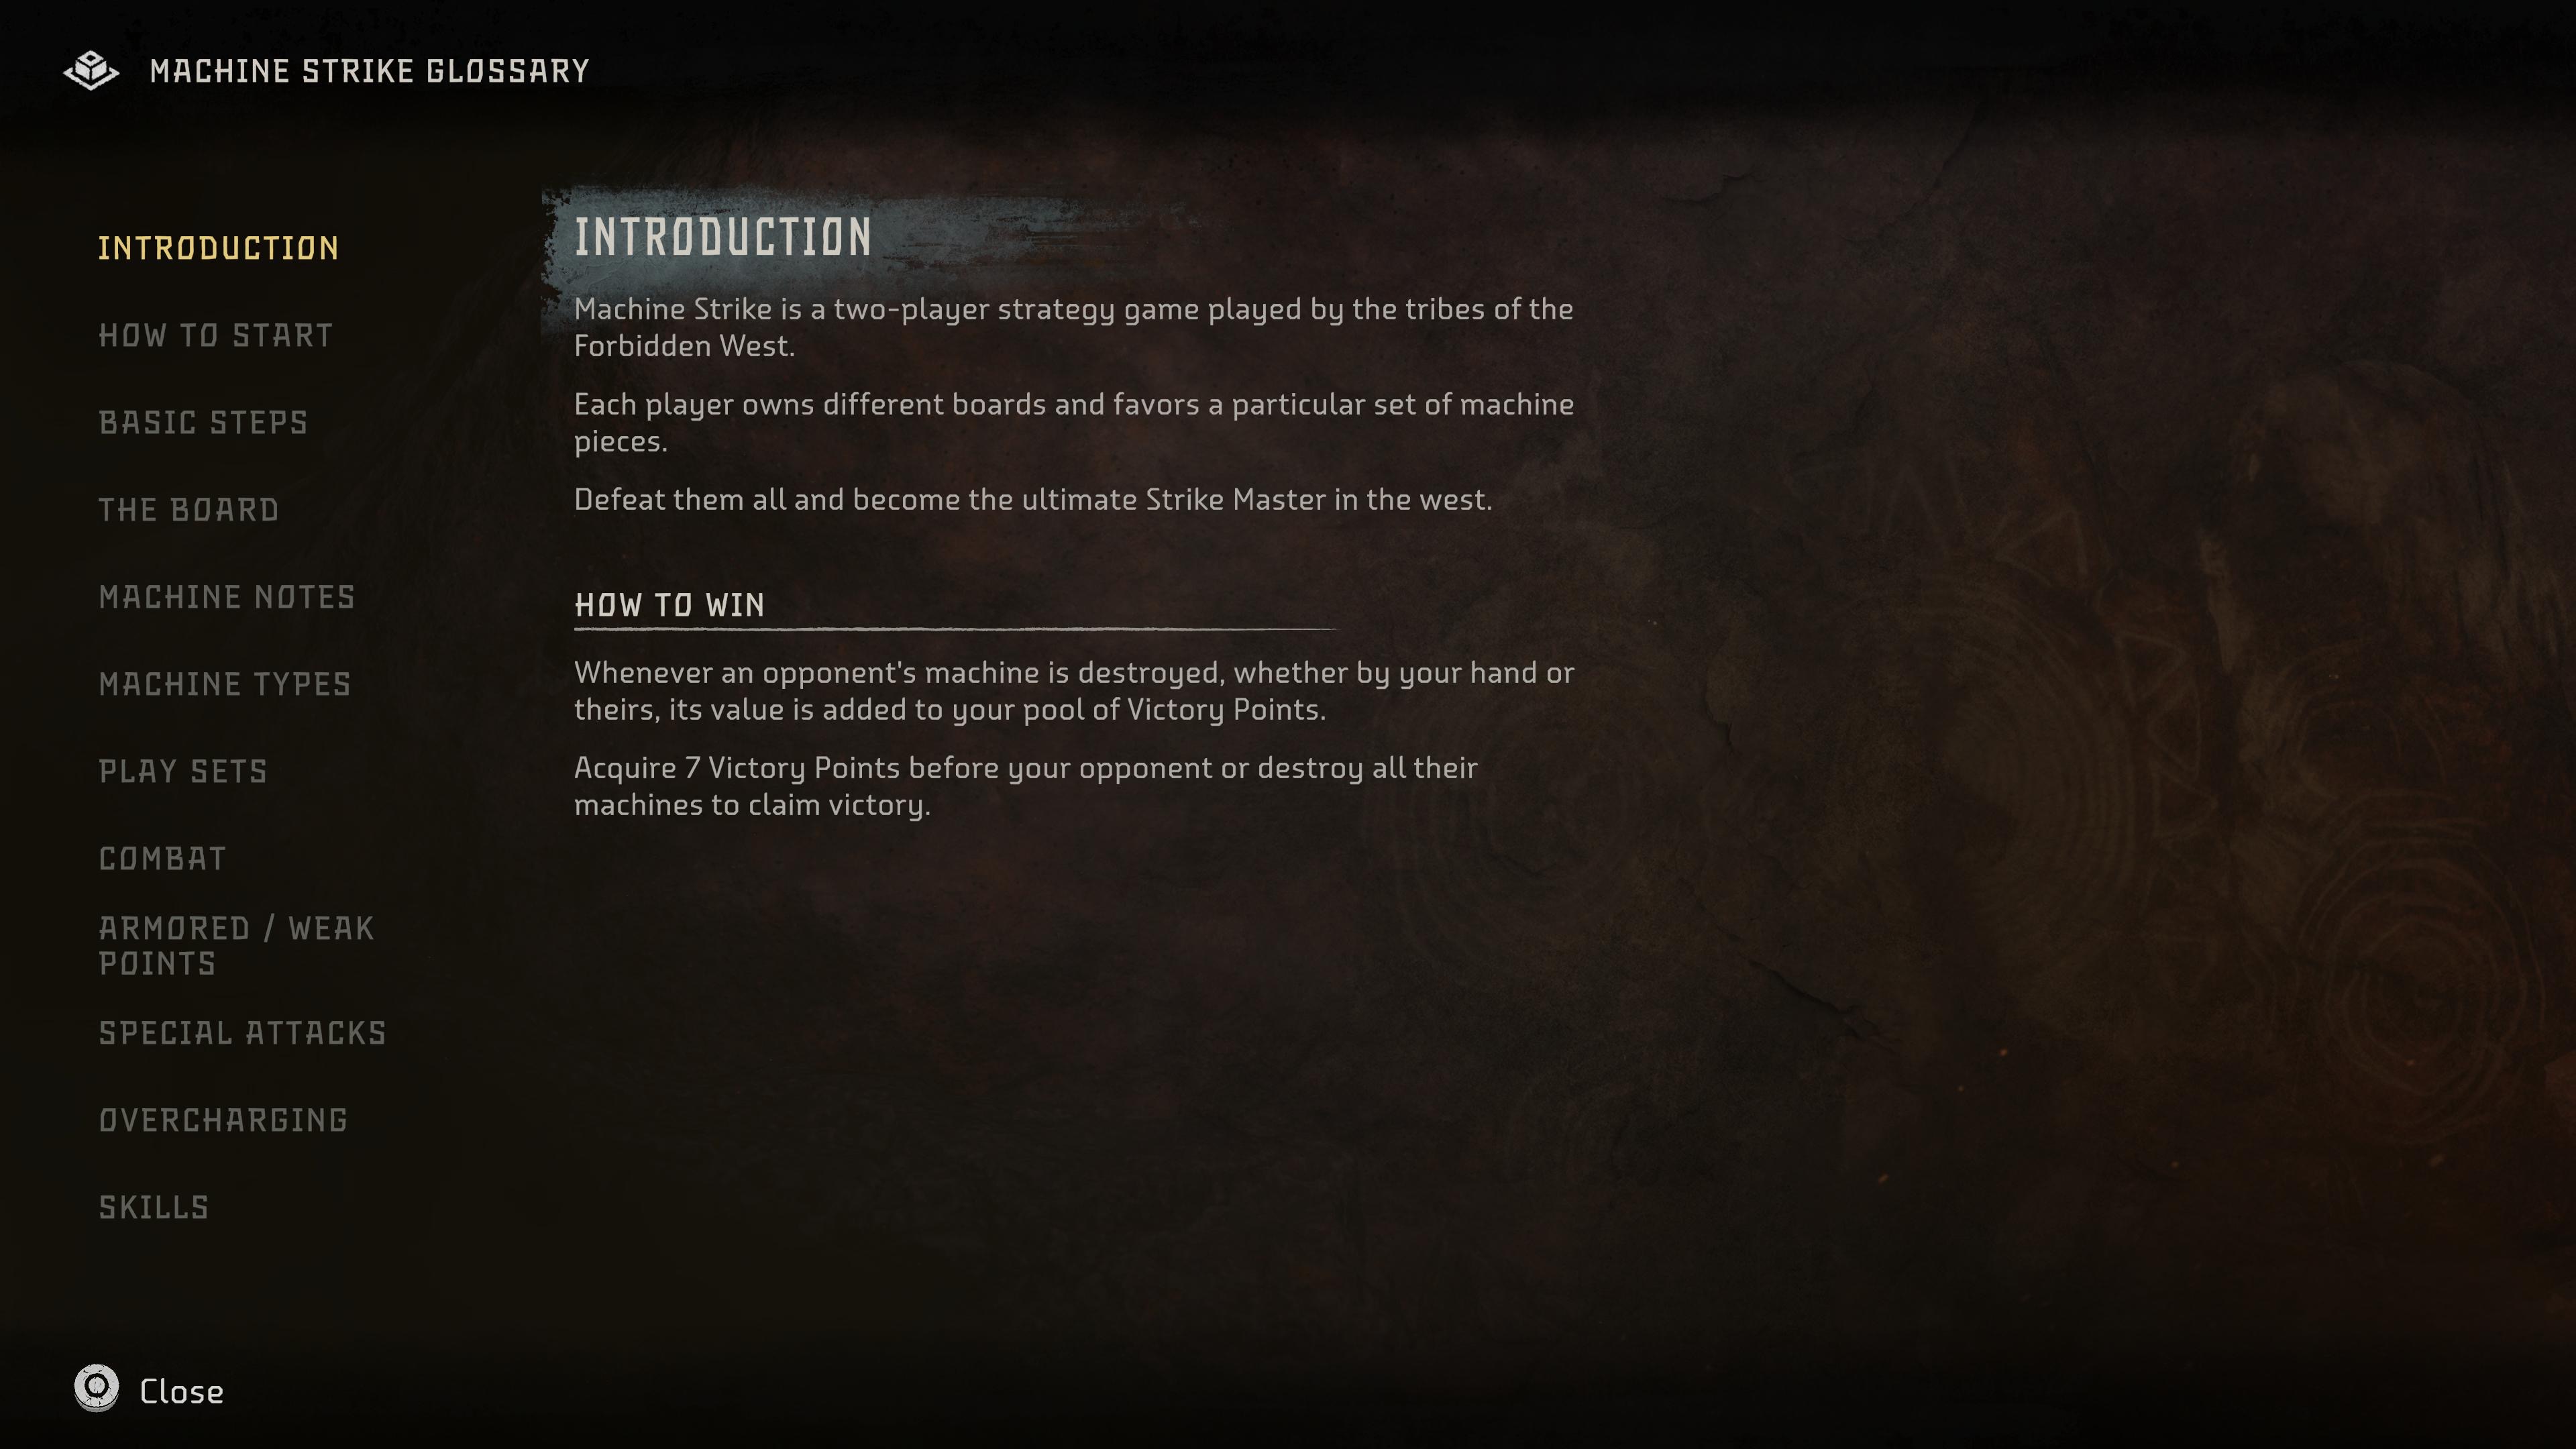 MACHINE STRIKE GLOSSARY
INTRODUCTION
HOW TO START
BASIC STEPS
THE BOARD
MACHINE NOTES
MACHINE TYPES
PLAY SETS
COMBAT
ARMORED / WEAK
POINTS
SPECIAL ATTACKS
OVERCHARGING
SKILLS
INTRODUCTION
Machine Strike is a two-player strategy game played by the tribes of the
Forbidden West.
Each player owns different boards and favors a particular set of machine
pieces.
Defeat them all and become the ultimate Strike Master in the west.
HOW TO WIN
Whenever an opponent's machine is destroyed, whether by your hand or
theirs, its value is added to your pool of Victory Points.
Acquire 7 Victory Points before your opponent or destroy all their
machines to claim victory.
Close